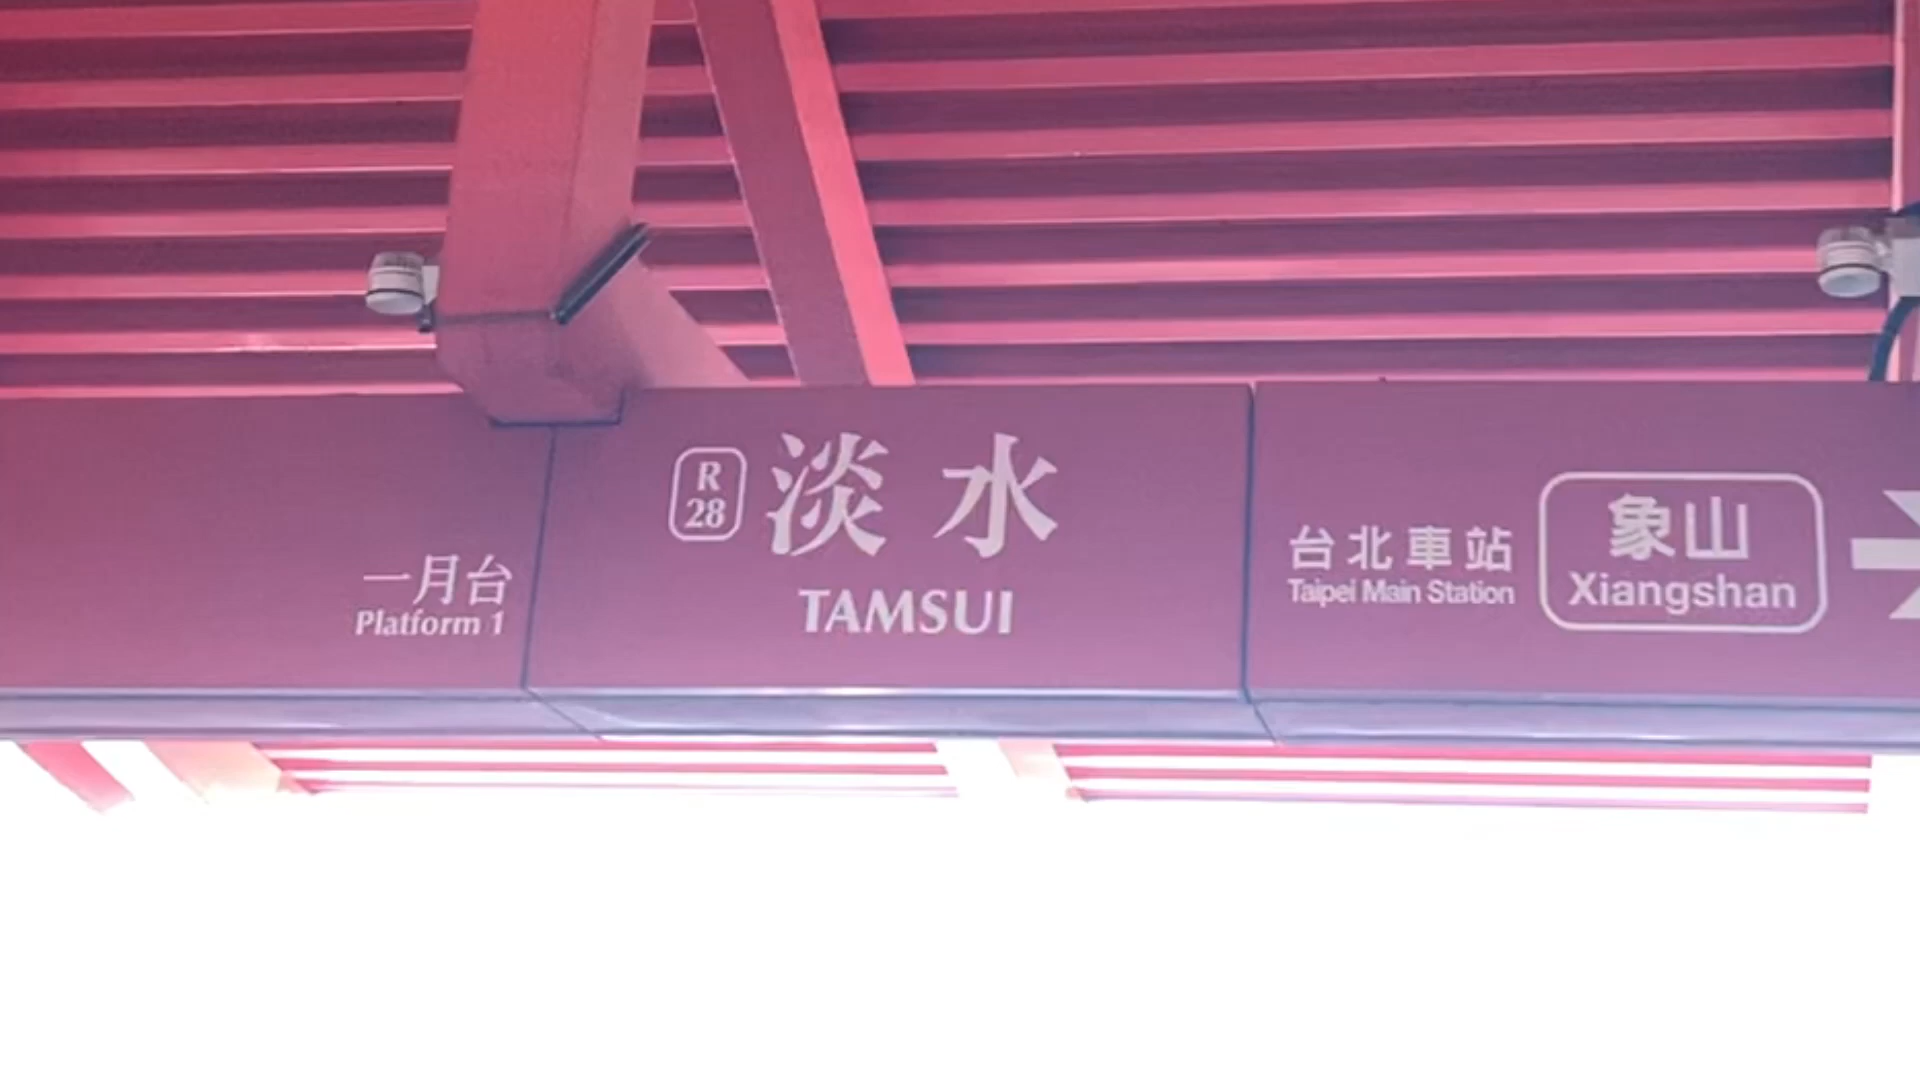 一月台
Platform 1
R
28
淡水
TAMSUI
台北車站
Taipei Main Station
象山
Xiangshan